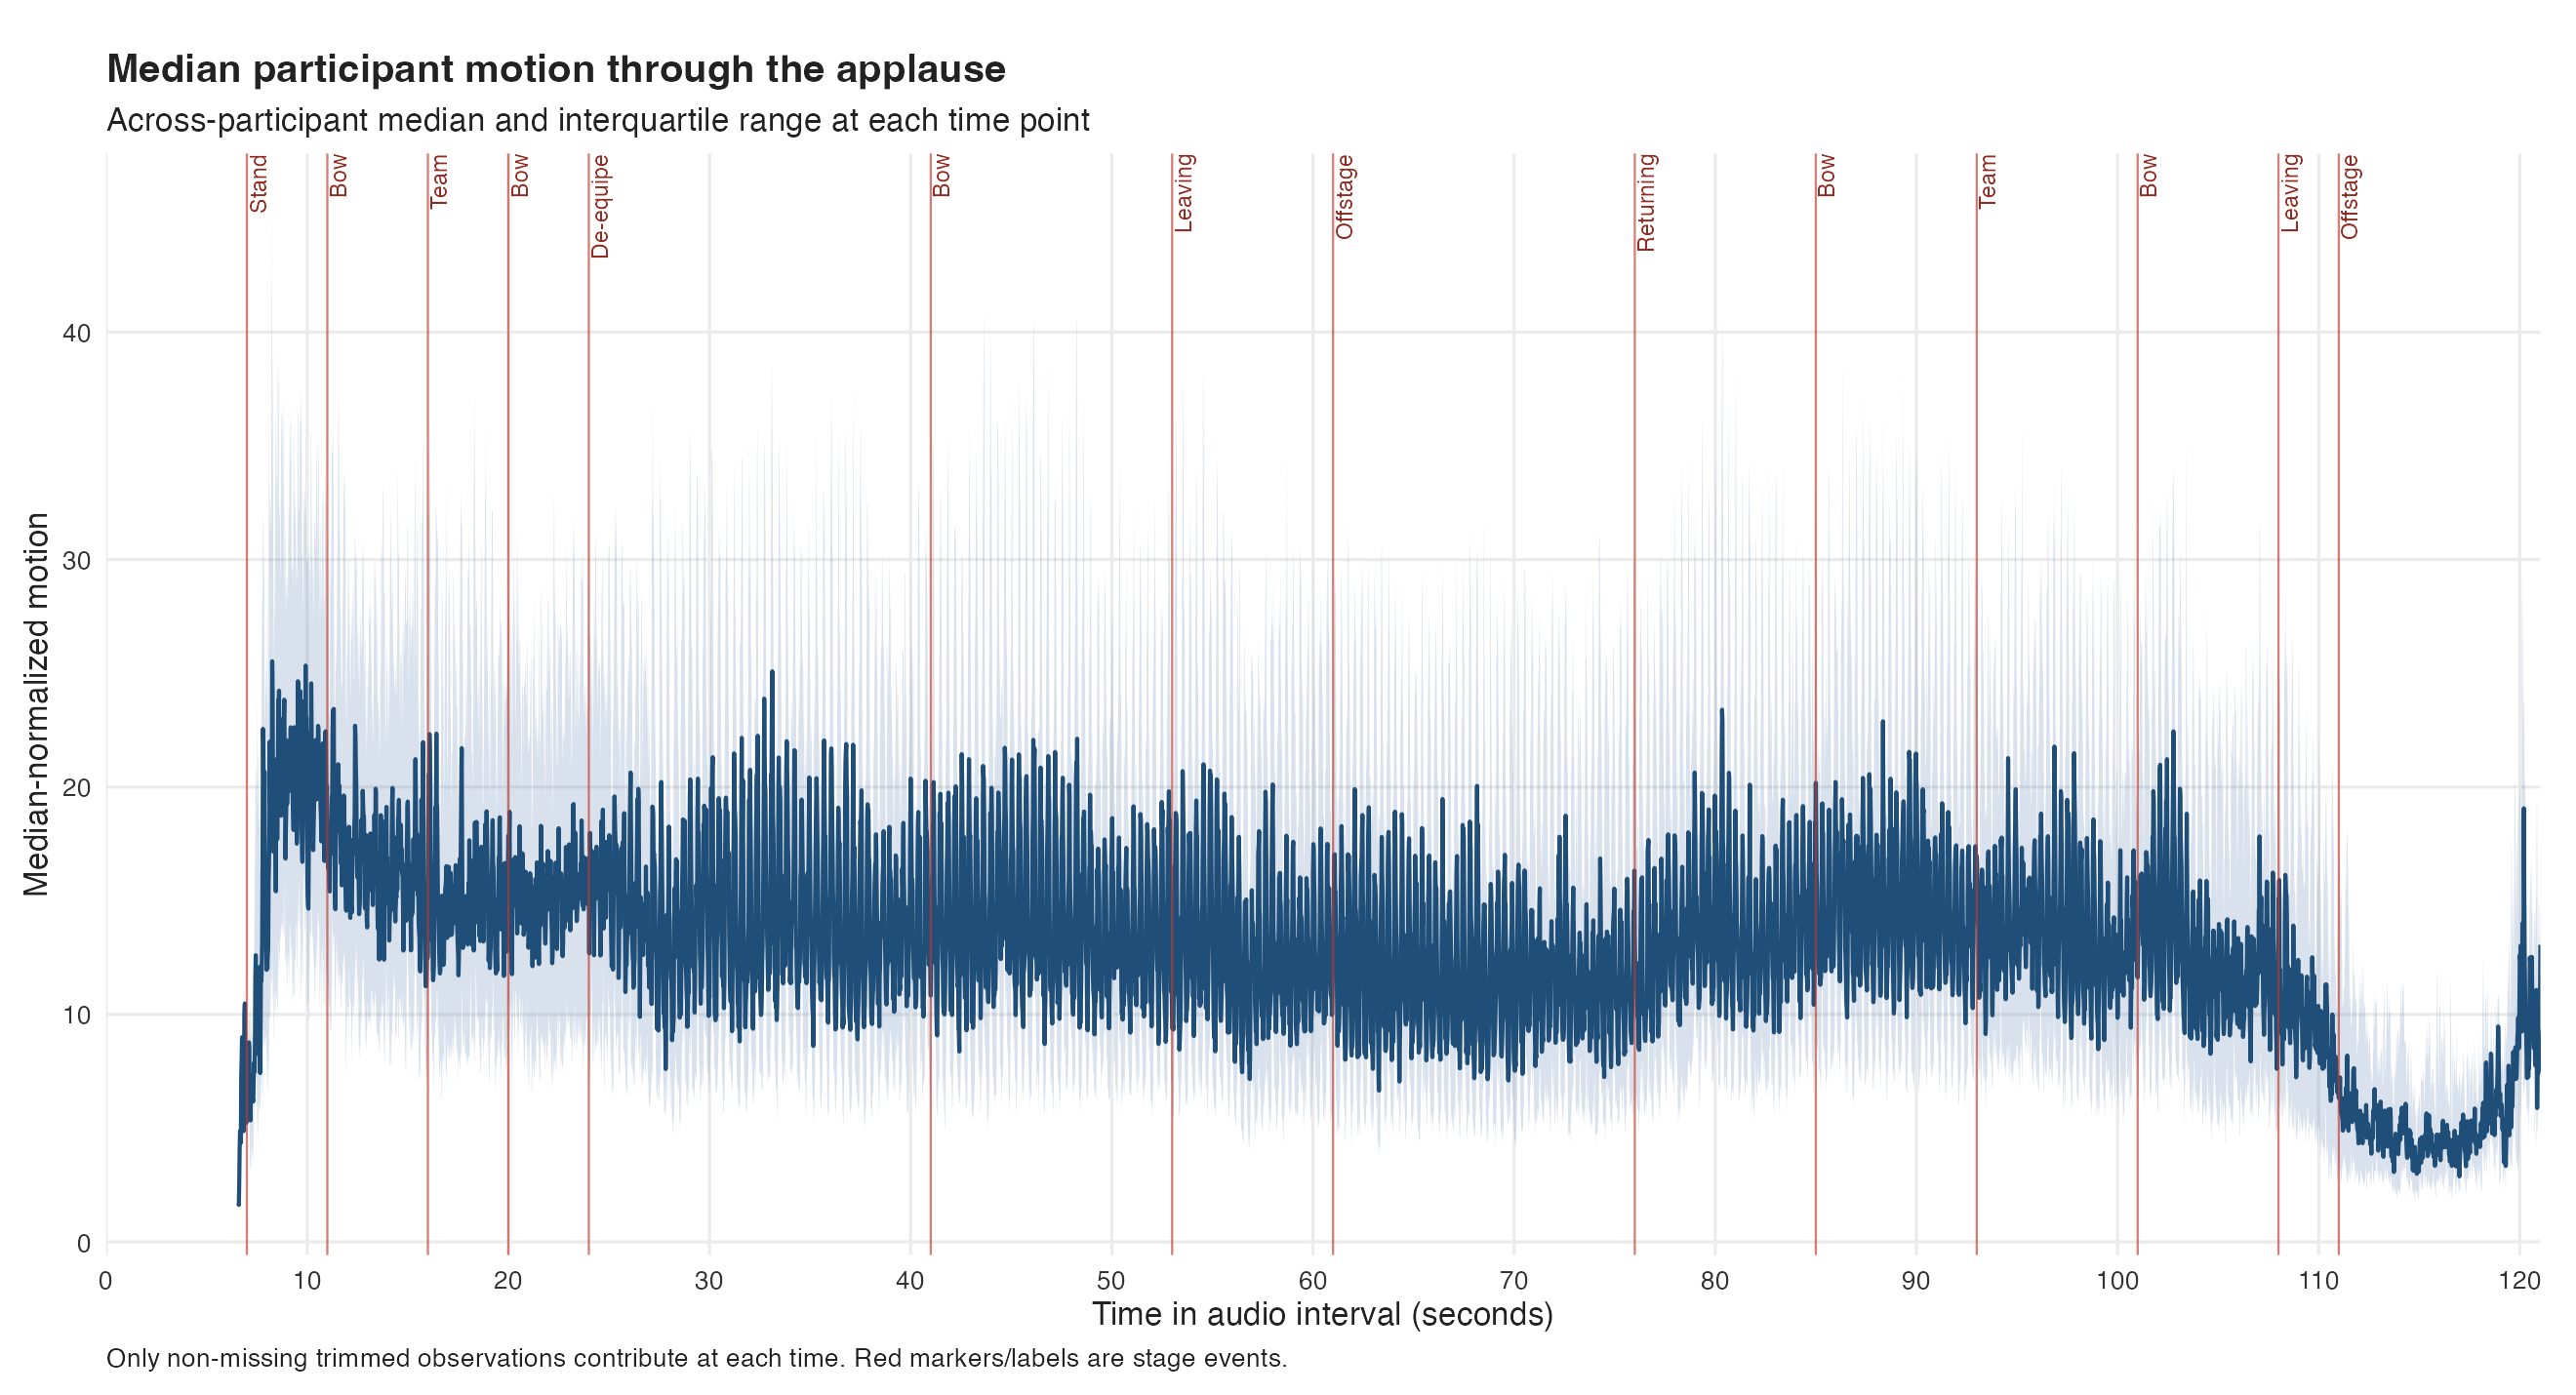 Median participant motion through the applause
Across-participant median and interquartile range at each time point
Stand
Bow
Team
Bow
De-equipe
Bow
Leaving
Offstage
Returning
Bow
Team
Bow
Leaving
Offstage
Median-normalized motion
40
30
20
10
0
0 10 20 30 40 50 60 70 80 90 100 110 120
Time in audio interval (seconds)
Only non-missing trimmed observations contribute at each time. Red markers/labels are stage events.